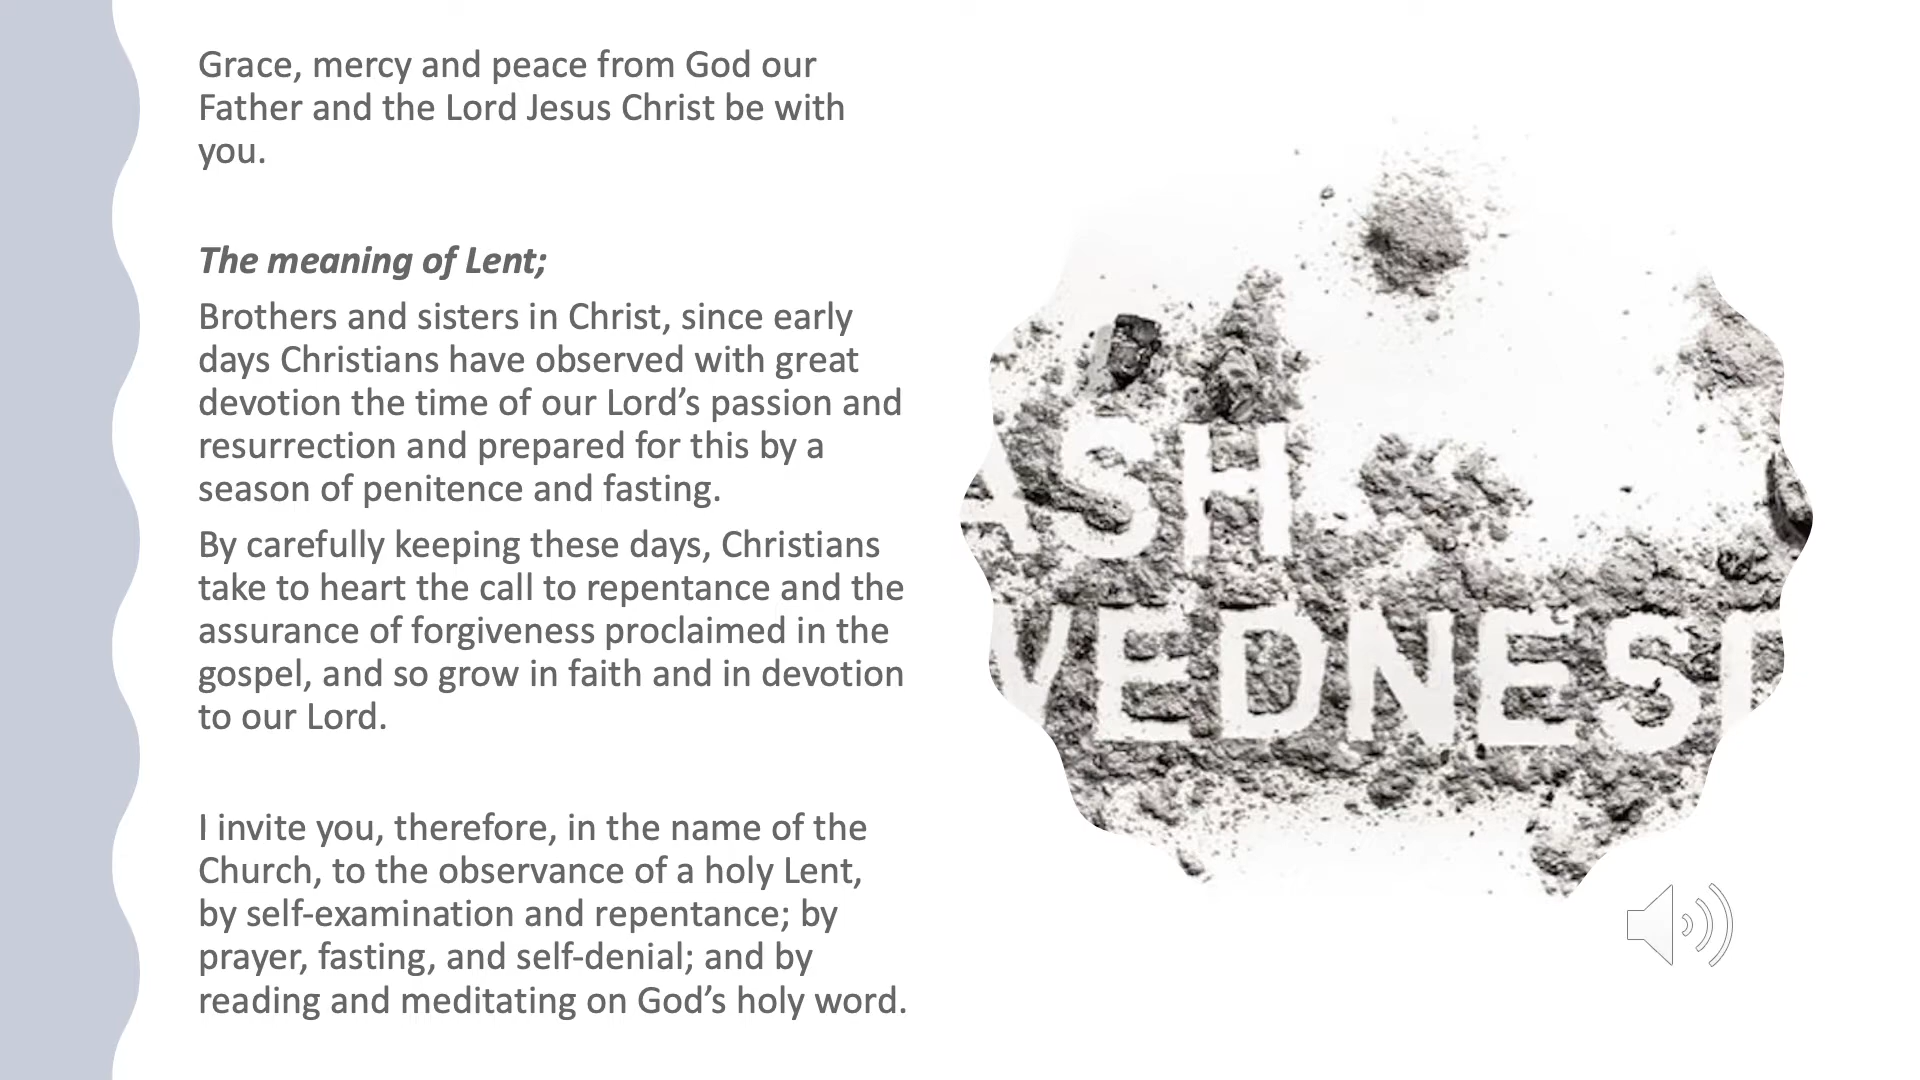 Grace, mercy and peace from God our
Father and the Lord Jesus Christ be with
you.
The meaning of Lent;
Brothers and sisters in Christ, since early
days Christians have observed with great
devotion the time of our Lord’s passion and
resurrection and prepared for this by a
season of penitence and fasting.
By carefully keeping these days, Christians
take to heart the call to repentance and the
assurance of forgiveness proclaimed in the
gospel, and so grow in faith and in devotion
to our Lord.
I invite you, therefore, in the name of the
Church, to the observance of a holy Lent,
by self-examination and repentance; by
prayer, fasting, and self-denial; and by
reading and meditating on God’s holy word.
ASH
WEDNESD